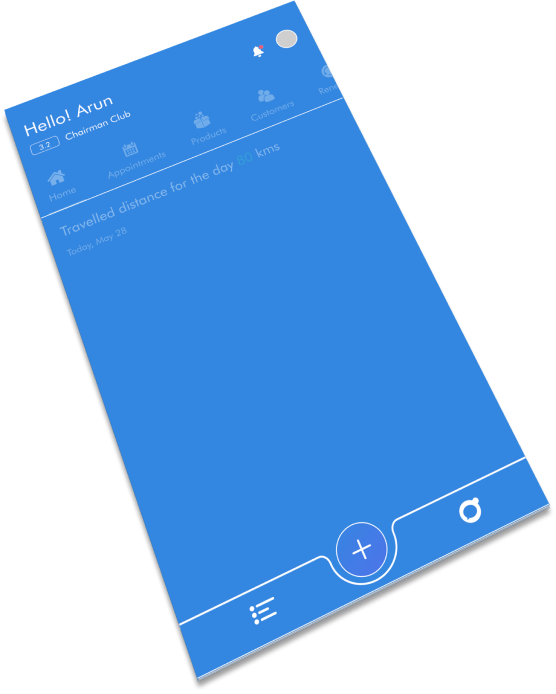 Hello! Arun
3.2 Chairman Club
Home Appointments Products Customers
Travelled distance for the day 80 kms
Today, May 28